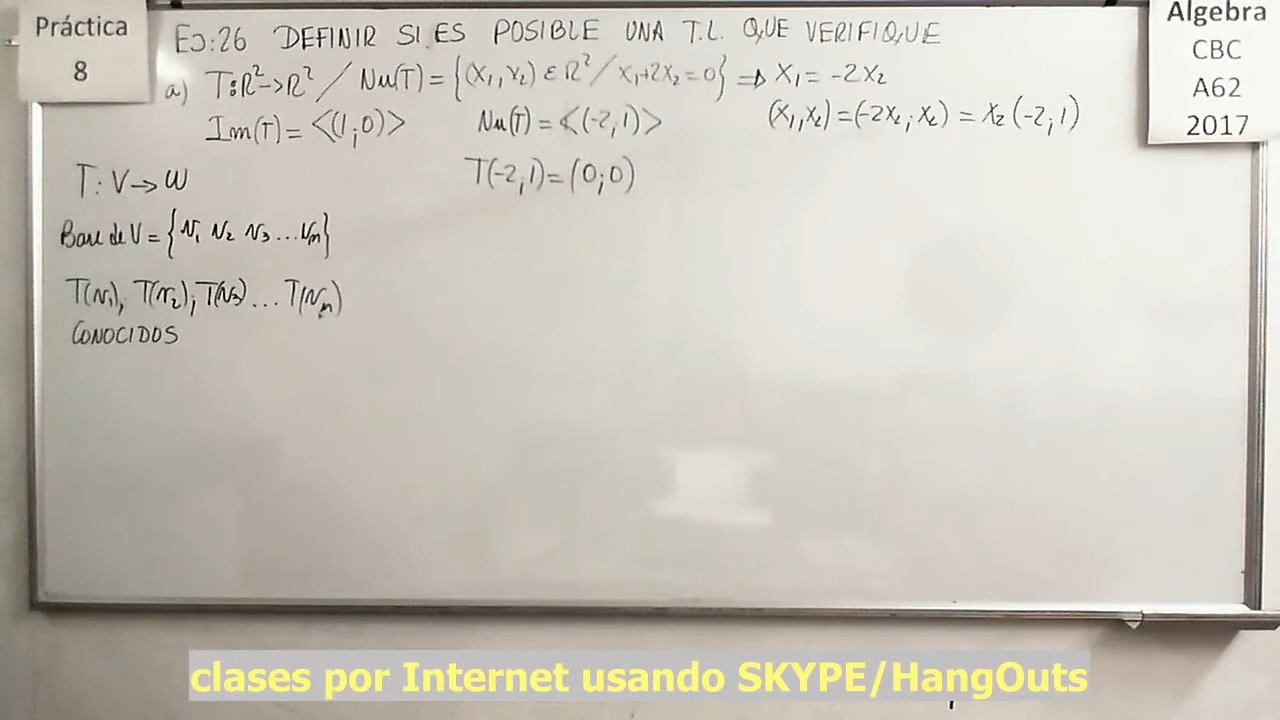 Práctica
8
Algebra
CBC
A62
2017
EJ:26 DEFINIR SI ES POSIBLE UNA T.L. QUE VERIFIQUE
a) T:R²->R² / Nu(T) = {(X₁,X₂) ∈ R² / X₁+2X₂=0} => X₁ = -2X₂
Im(T) = <(1;0)> Nu(T) = <(-2,1)> (X₁,X₂) = (-2X₂;X₂) = X₂(-2,1)
T: V -> W T(-2,1) = (0;0)
Base de V = {v₁ v₂ v₃ ... vₙ}
T(v₁), T(v₂), T(v₃) ... T(vₙ)
CONOCIDOS
clases por Internet usando SKYPE/HangOuts